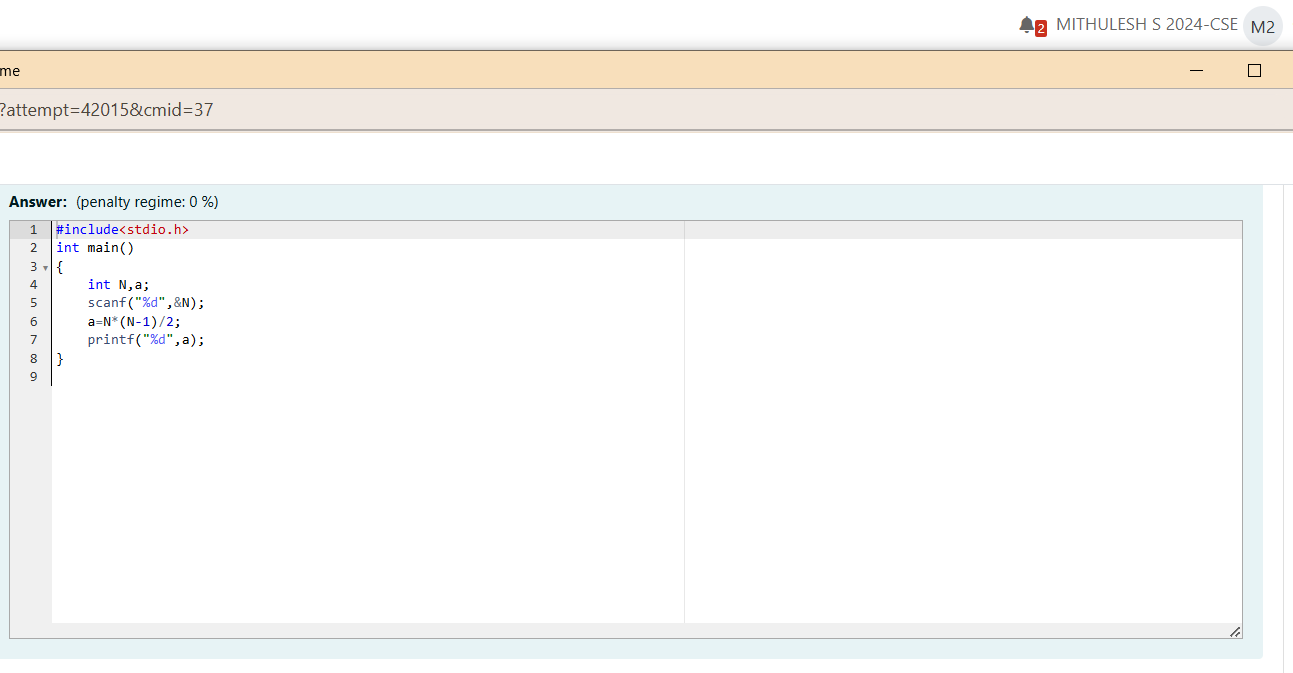 2 MITHULESH S 2024-CSE M2
me
?attempt=42015&cmid=37
Answer: (penalty regime: 0 %)
1 #include<stdio.h>
2 int main()
3 {
4 int N,a;
5 scanf("%d",&N);
6 a=N*(N-1)/2;
7 printf("%d",a);
8 }
9